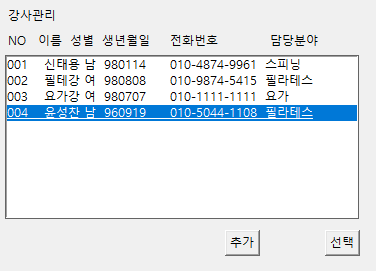 강사관리
NO 이름 성별 생년월일 전화번호 담당분야
001 신태용 남 980114 010-4874-9961 스피닝
002 필테강 여 980808 010-9874-5415 필라테스
003 요가강 여 980707 010-1111-1111 요가
004 윤성찬 남 960919 010-5044-1108 필라테스
추가 선택